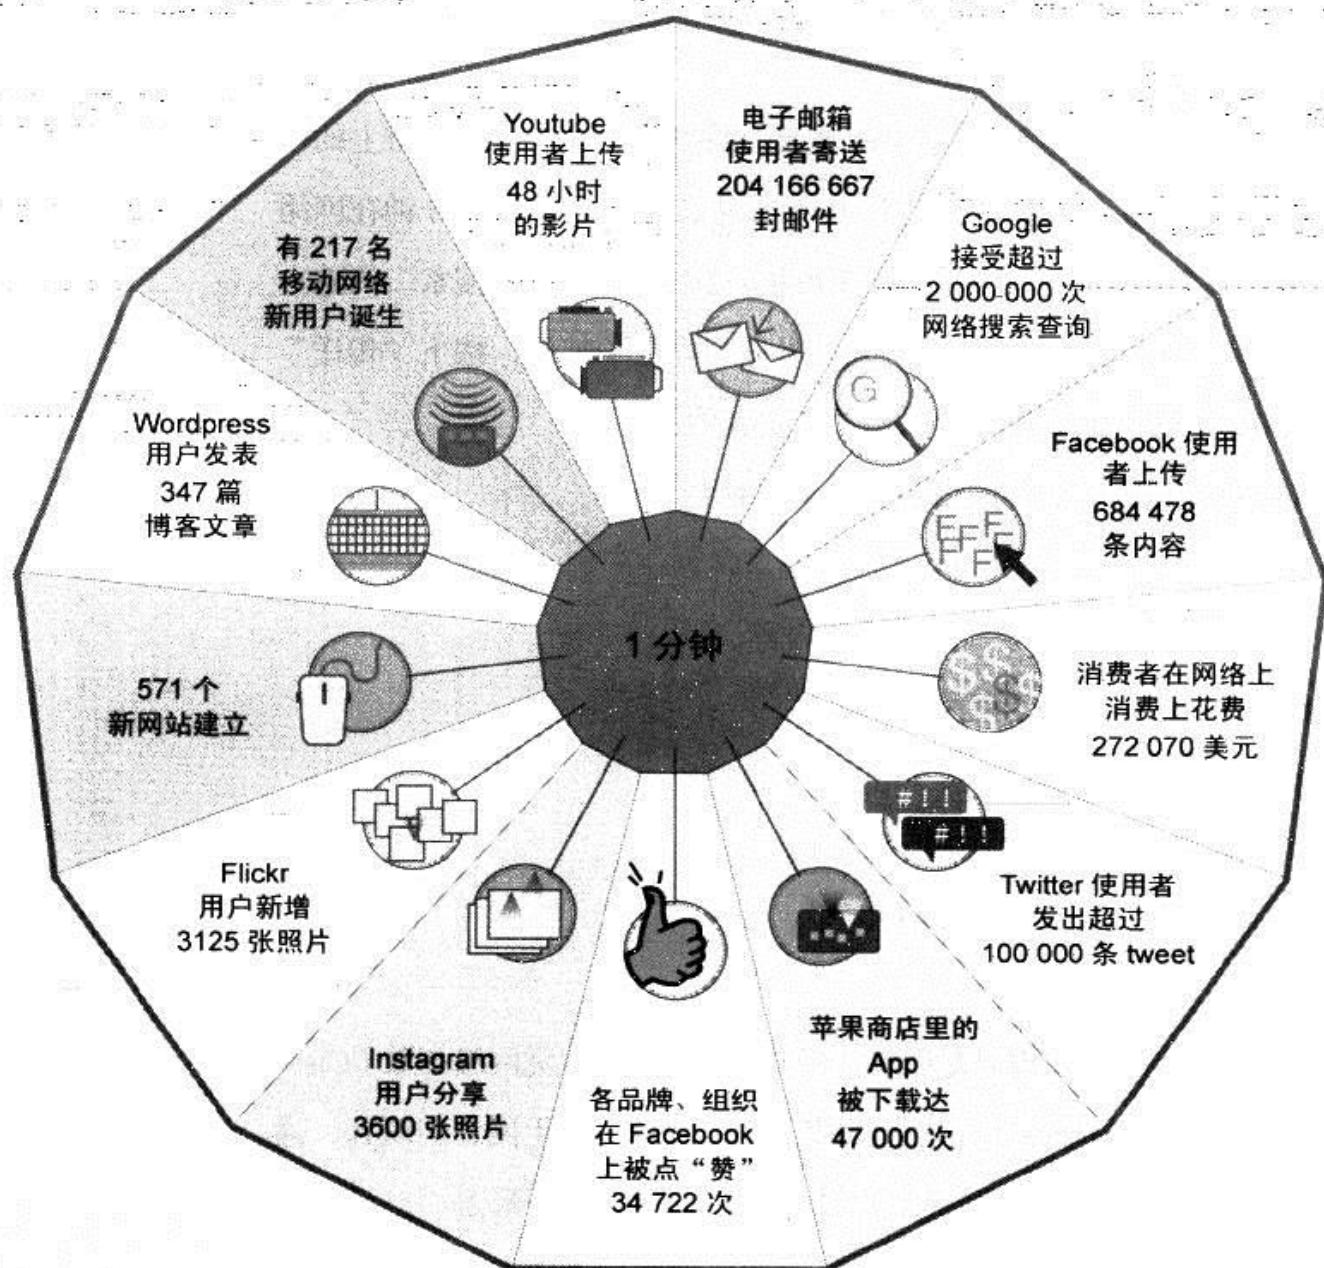 Youtube
使用者上传
48 小时
的影片
电子邮箱
使用者寄送
204 166 667
封邮件
Google
接受超过
2 000 000 次
网络搜索查询
Facebook 使用
者上传
684 478
条内容
消费者在网络上
消费上花费
272 070 美元
Twitter 使用者
发出超过
100 000 条 tweet
苹果商店里的
App
被下载达
47 000 次
各品牌、组织
在 Facebook
上被点“赞”
34 722 次
Instagram
用户分享
3600 张照片
Flickr
用户新增
3125 张照片
571 个
新网站建立
Wordpress
用户发表
347 篇
博客文章
有 217 名
移动网络
新用户诞生
1 分钟
G
F F F F F F
$ $ $ $ $
#!!
#!!